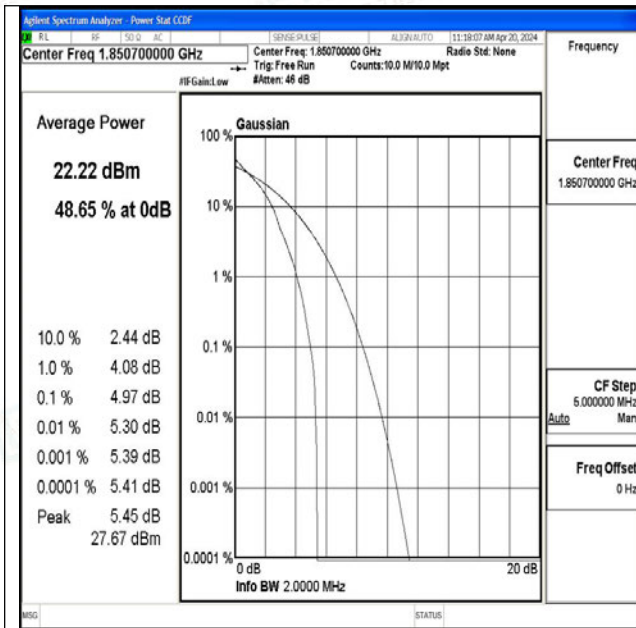 Agilent Spectrum Analyzer - Power Stat CCDF
RL RF 50 Ω AC SENSE:PULSE ALIGN AUTO 11:18:07 AM Apr 20, 2024
Center Freq 1.850700000 GHz
Center Freq: 1.850700000 GHz Radio Std: None
Trig: Free Run Counts:10.0 M/10.0 Mpt
#IFGain:Low #Atten: 46 dB
Frequency
Average Power
22.22 dBm
48.65 % at 0dB
10.0 % 2.44 dB
1.0 % 4.08 dB
0.1 % 4.97 dB
0.01 % 5.30 dB
0.001 % 5.39 dB
0.0001 % 5.41 dB
Peak 5.45 dB
27.67 dBm
Gaussian
100 %
10 %
1 %
0.1 %
0.01 %
0.001 %
0.0001 %
0 dB 20 dB
Info BW 2.0000 MHz
Center Freq
1.850700000 GHz
CF Step
5.000000 MHz
Auto Man
Freq Offset
0 Hz
MSG STATUS